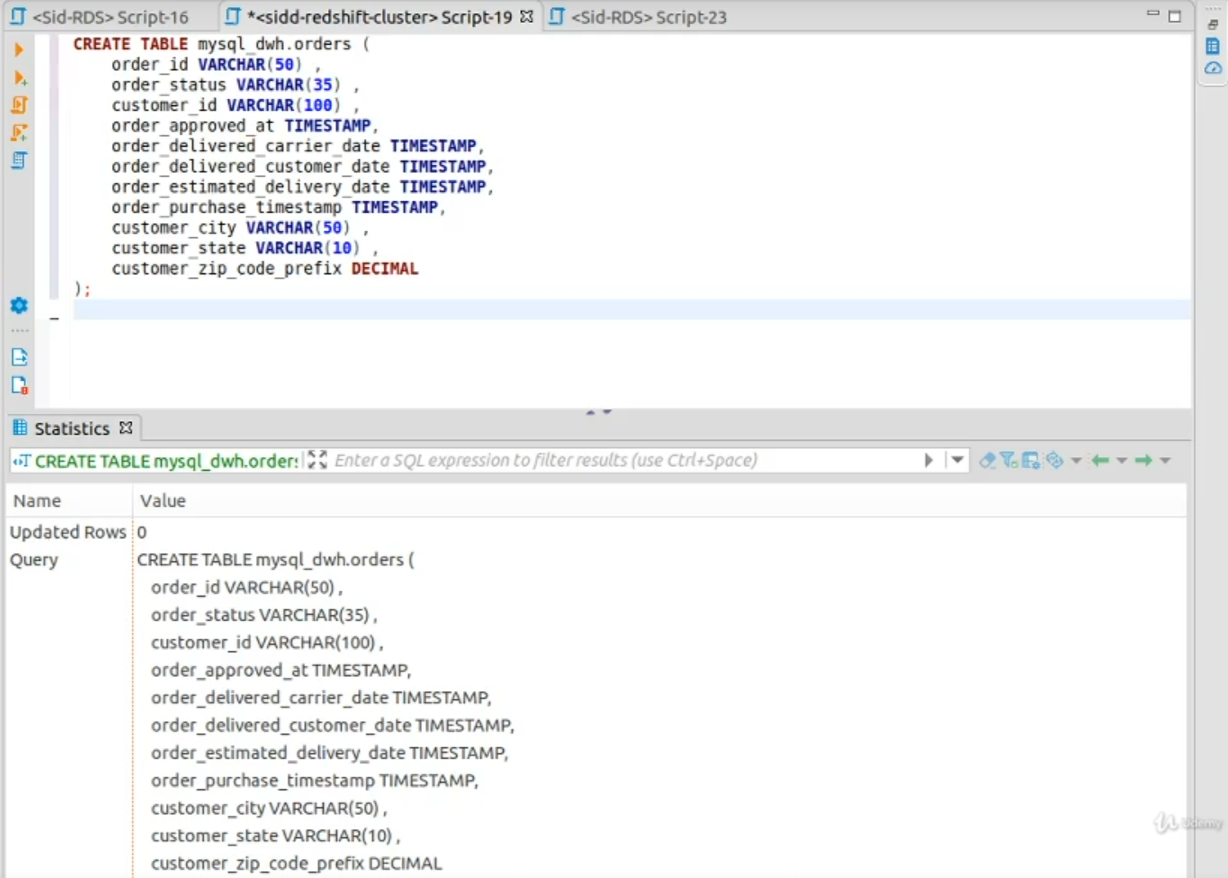 <Sid-RDS> Script-16
*<sidd-redshift-cluster> Script-19
<Sid-RDS> Script-23
CREATE TABLE mysql_dwh.orders (
    order_id VARCHAR(50) ,
    order_status VARCHAR(35) ,
    customer_id VARCHAR(100) ,
    order_approved_at TIMESTAMP,
    order_delivered_carrier_date TIMESTAMP,
    order_delivered_customer_date TIMESTAMP,
    order_estimated_delivery_date TIMESTAMP,
    order_purchase_timestamp TIMESTAMP,
    customer_city VARCHAR(50) ,
    customer_state VARCHAR(10) ,
    customer_zip_code_prefix DECIMAL
);
Statistics
CREATE TABLE mysql_dwh.orders
Enter a SQL expression to filter results (use Ctrl+Space)
Name Value
Updated Rows 0
Query CREATE TABLE mysql_dwh.orders (
order_id VARCHAR(50) ,
order_status VARCHAR(35) ,
customer_id VARCHAR(100) ,
order_approved_at TIMESTAMP,
order_delivered_carrier_date TIMESTAMP,
order_delivered_customer_date TIMESTAMP,
order_estimated_delivery_date TIMESTAMP,
order_purchase_timestamp TIMESTAMP,
customer_city VARCHAR(50) ,
customer_state VARCHAR(10) ,
customer_zip_code_prefix DECIMAL
Udemy